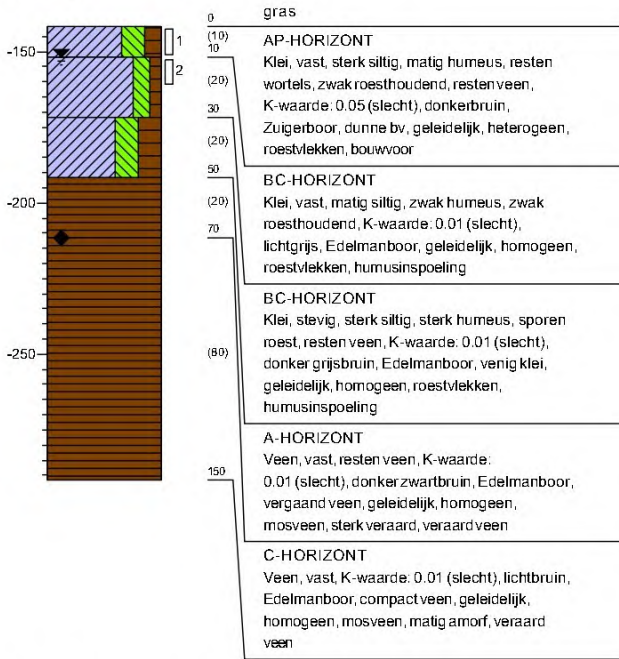 0
gras
(10)
10
(20)
30
(20)
50
(20)
70
(80)
150
-150
-200
-250
1
2
AP-HORIZONT
Klei, vast, sterk siltig, matig humeus, resten
wortels, zwak roesthoudend, resten veen,
K-waarde: 0.05 (slecht), donkerbruin,
Zuigerboor, dunne bv, geleidelijk, heterogeen,
roestvlekken, bouwvoor
BC-HORIZONT
Klei, vast, matig siltig, zwak humeus, zwak
roesthoudend, K-waarde: 0.01 (slecht),
lichtgrijs, Edelmanboor, geleidelijk, homogeen,
roestvlekken, humusinspoeling
BC-HORIZONT
Klei, stevig, sterk siltig, sterk humeus, sporen
roest, resten veen, K-waarde: 0.01 (slecht),
donker grijsbruin, Edelmanboor, venig klei,
geleidelijk, homogeen, roestvlekken,
humusinspoeling
A-HORIZONT
Veen, vast, resten veen, K-waarde:
0.01 (slecht), donker zwartbruin, Edelmanboor,
vergaand veen, geleidelijk, homogeen,
mosveen, sterk veraard, veraard veen
C-HORIZONT
Veen, vast, K-waarde: 0.01 (slecht), lichtbruin,
Edelmanboor, compact veen, geleidelijk,
homogeen, mosveen, matig amorf, veraard
veen